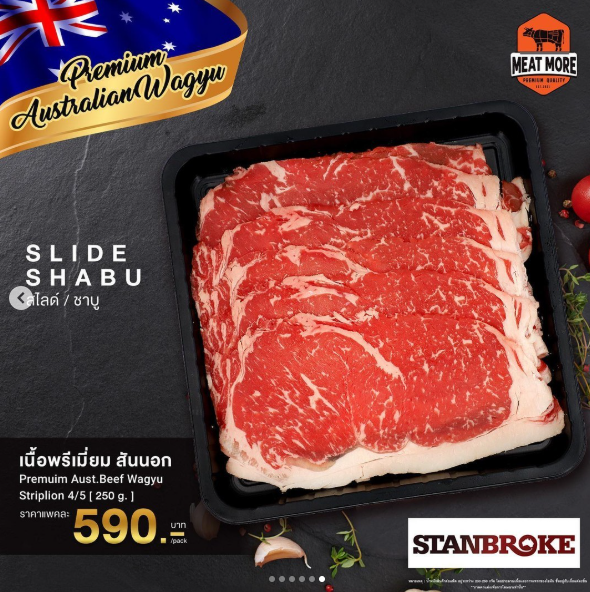 Premium
Australian Wagyu
MEAT MORE
PREMIUM QUALITY
SLIDE
SHABU
สไลด์ / ชาบู
เนื้อพรีเมี่ยม สันนอก
Premuim Aust.Beef Wagyu
Striplion 4/5 [ 250 g. ]
ราคาแพคละ 590.- บาท /pack
STANBROKE